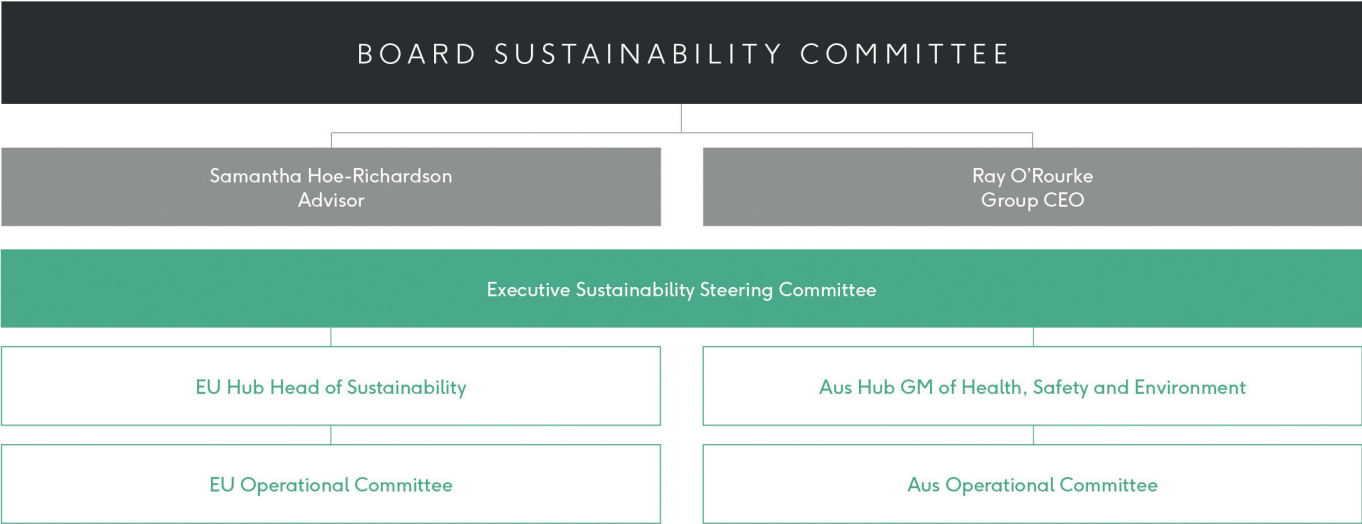 BOARD SUSTAINABILITY COMMITTEE
Samantha Hoe-Richardson
Advisor
Ray O’Rourke
Group CEO
Executive Sustainability Steering Committee
EU Hub Head of Sustainability
Aus Hub GM of Health, Safety and Environment
EU Operational Committee
Aus Operational Committee